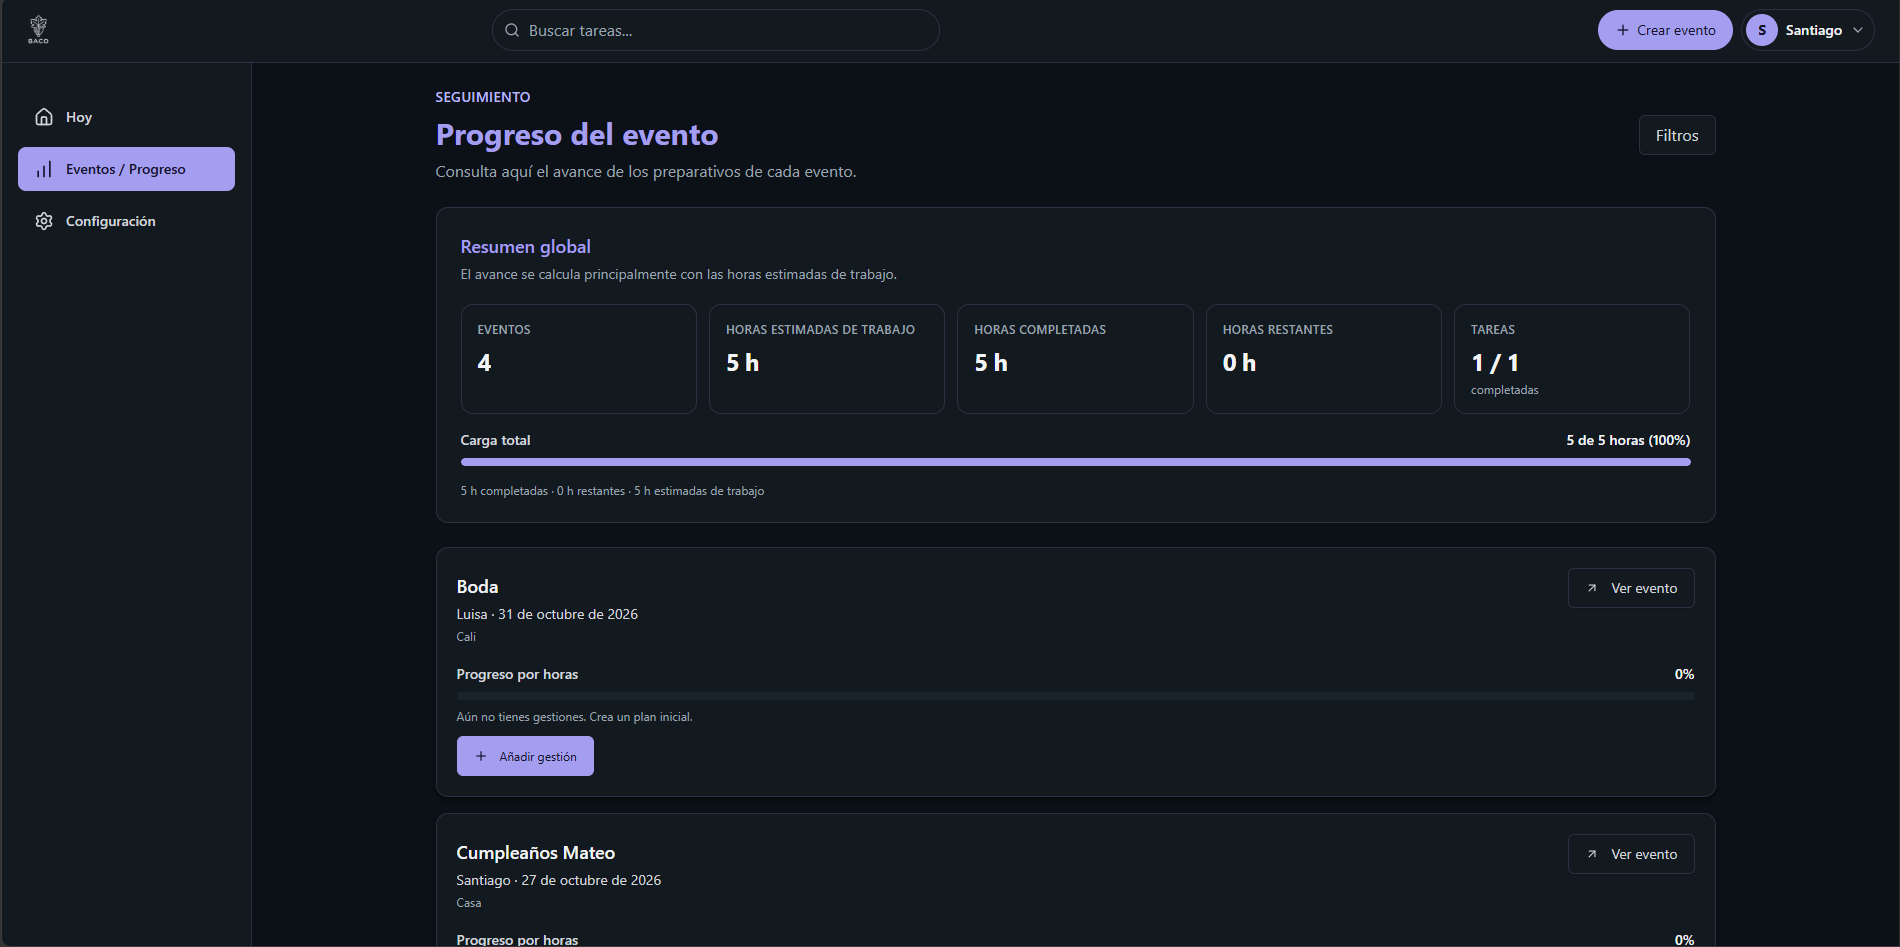 BACO
Buscar tareas...
Crear evento
S
Santiago
Hoy
Eventos / Progreso
Configuración
SEGUIMIENTO
Progreso del evento
Consulta aquí el avance de los preparativos de cada evento.
Filtros
Resumen global
El avance se calcula principalmente con las horas estimadas de trabajo.
EVENTOS
4
HORAS ESTIMADAS DE TRABAJO
5 h
HORAS COMPLETADAS
5 h
HORAS RESTANTES
0 h
TAREAS
1 / 1
completadas
Carga total
5 de 5 horas (100%)
5 h completadas · 0 h restantes · 5 h estimadas de trabajo
Boda
Luisa · 31 de octubre de 2026
Cali
Ver evento
Progreso por horas
0%
Aún no tienes gestiones. Crea un plan inicial.
Añadir gestión
Cumpleaños Mateo
Santiago · 27 de octubre de 2026
Casa
Ver evento
Progreso por horas
0%